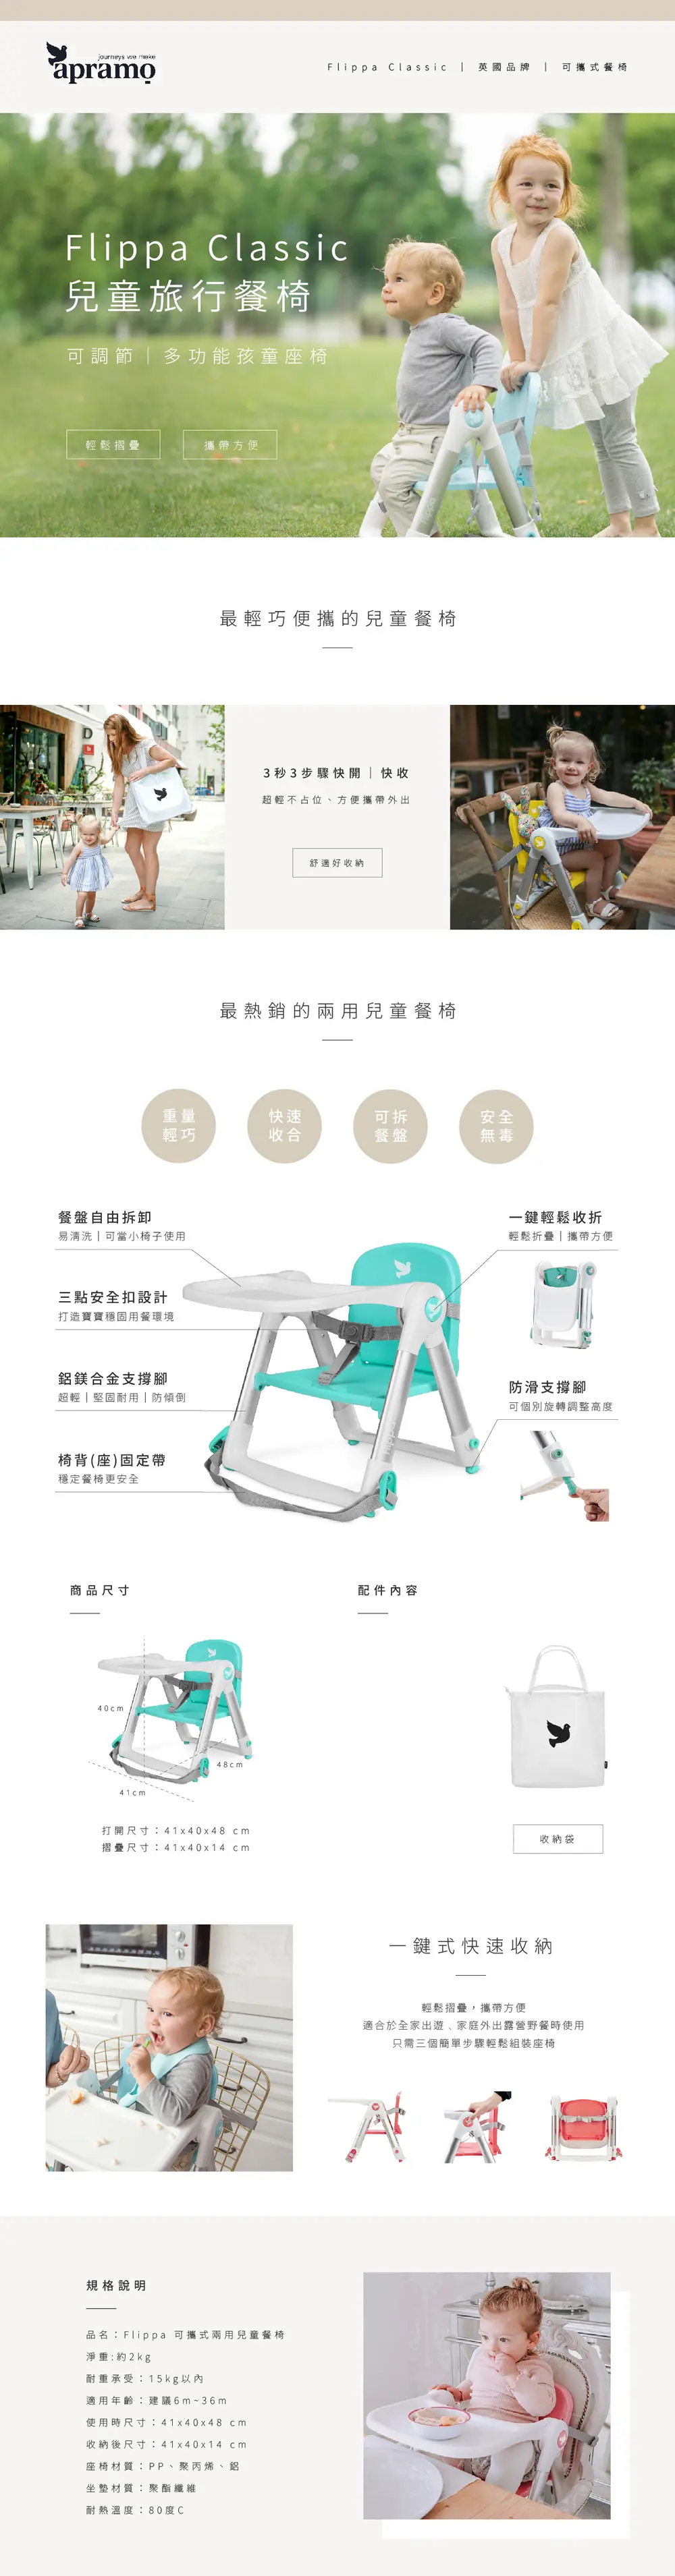 journeys we make
apramo
Flippa Classic | 英國品牌 | 可攜式餐椅
Flippa Classic
兒童旅行餐椅
可調節｜多功能孩童座椅
輕鬆摺疊
攜帶方便
最輕巧便攜的兒童餐椅
3秒3步驟快開｜快收
超輕不占位、方便攜帶外出
舒適好收納
最熱銷的兩用兒童餐椅
重量
輕巧
快速
收合
可拆
餐盤
安全
無毒
餐盤自由拆卸
易清洗｜可當小椅子使用
三點安全扣設計
打造寶寶穩固用餐環境
鋁鎂合金支撐腳
超輕｜堅固耐用｜防傾倒
椅背(座)固定帶
穩定餐椅更安全
一鍵輕鬆收折
輕鬆折疊｜攜帶方便
防滑支撐腳
可個別旋轉調整高度
商品尺寸
40cm
48cm
41cm
打開尺寸：41x40x48 cm
摺疊尺寸：41x40x14 cm
配件內容
收納袋
一鍵式快速收納
輕鬆摺疊，攜帶方便
適合於全家出遊、家庭外出露營野餐時使用
只需三個簡單步驟輕鬆組裝座椅
規格說明
品名：Flippa 可攜式兩用兒童餐椅
淨重:約2kg
耐重承受：15kg以內
適用年齡：建議6m~36m
使用時尺寸：41x40x48 cm
收納後尺寸：41x40x14 cm
座椅材質：PP、聚丙烯、鋁
坐墊材質：聚酯纖維
耐熱溫度：80度C